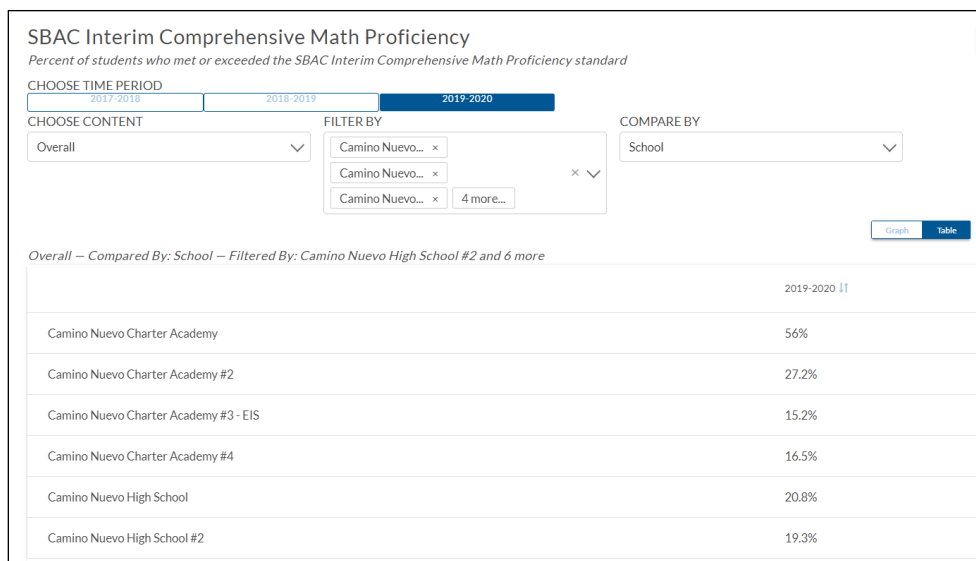 SBAC Interim Comprehensive Math Proficiency
Percent of students who met or exceeded the SBAC Interim Comprehensive Math Proficiency standard
CHOOSE TIME PERIOD
2017-2018 2018-2019 2019-2020
CHOOSE CONTENT FILTER BY COMPARE BY
Overall Camino Nuevo... × School
Camino Nuevo... × ×
Camino Nuevo... × 4 more...
Graph Table
Overall — Compared By: School — Filtered By: Camino Nuevo High School #2 and 6 more
2019-2020
Camino Nuevo Charter Academy 56%
Camino Nuevo Charter Academy #2 27.2%
Camino Nuevo Charter Academy #3 - EIS 15.2%
Camino Nuevo Charter Academy #4 16.5%
Camino Nuevo High School 20.8%
Camino Nuevo High School #2 19.3%